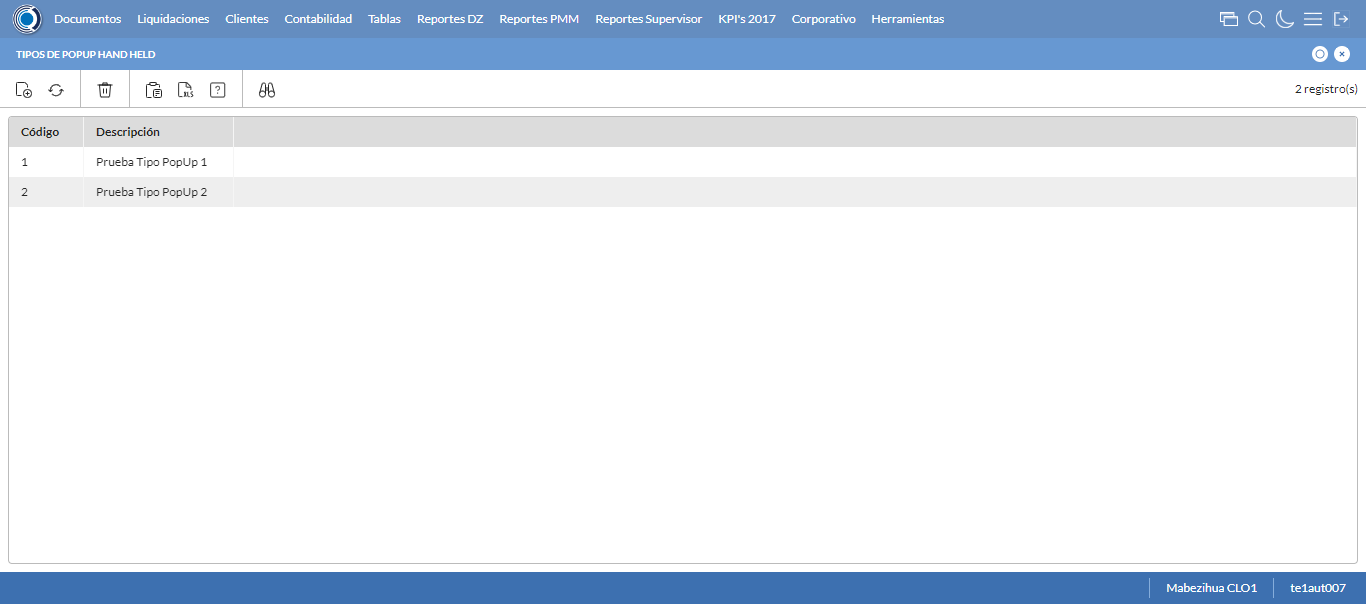 Documentos Liquidaciones Clientes Contabilidad Tablas Reportes DZ Reportes PMM Reportes Supervisor KPI's 2017 Corporativo Herramientas
TIPOS DE POPUP HAND HELD
XLS ? 2 registro(s)
Código Descripción
1 Prueba Tipo PopUp 1
2 Prueba Tipo PopUp 2
Mabezihua CLO1 te1aut007